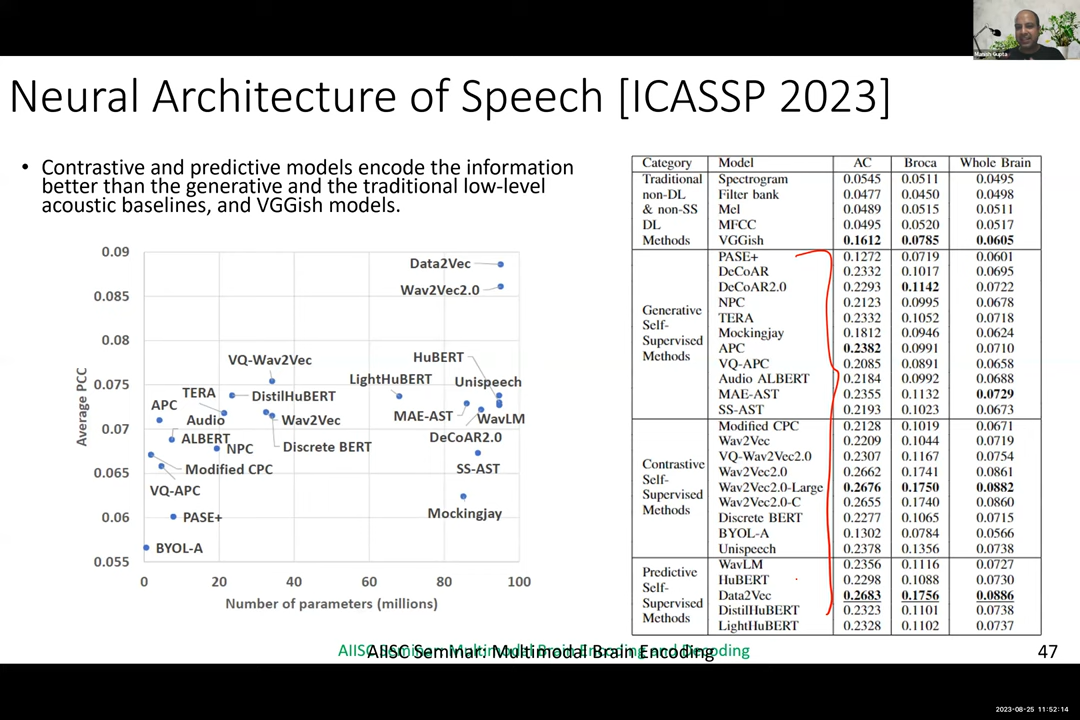 Manish Gupta
Neural Architecture of Speech [ICASSP 2023]
• Contrastive and predictive models encode the information
better than the generative and the traditional low-level
acoustic baselines, and VGGish models.
0.09
0.085
0.08
0.075
0.07
0.065
0.06
0.055
Average PCC
Data2Vec
Wav2Vec2.0
VQ-Wav2Vec
HuBERT
LightHuBERT
Unispeech
TERA
DistilHuBERT
APC
MAE-AST
WavLM
Audio
ALBERT
Wav2Vec
DeCoAR2.0
NPC
Discrete BERT
Modified CPC
SS-AST
VQ-APC
Mockingjay
PASE+
BYOL-A
0 20 40 60 80 100
Number of parameters (millions)
Category Model AC Broca Whole Brain
Traditional Spectrogram 0.0545 0.0511 0.0495
non-DL Filter bank 0.0477 0.0450 0.0498
& non-SS Mel 0.0489 0.0515 0.0511
DL MFCC 0.0495 0.0520 0.0517
Methods VGGish 0.1612 0.0785 0.0605
PASE+ 0.1272 0.0719 0.0601
DeCoAR 0.2332 0.1017 0.0695
DeCoAR2.0 0.2293 0.1142 0.0722
Generative NPC 0.2123 0.0995 0.0678
Self- TERA 0.2332 0.1052 0.0718
Supervised Mockingjay 0.1812 0.0946 0.0624
Methods APC 0.2382 0.0991 0.0710
VQ-APC 0.2085 0.0891 0.0658
Audio ALBERT 0.2184 0.0992 0.0688
MAE-AST 0.2355 0.1132 0.0729
SS-AST 0.2193 0.1023 0.0673
Modified CPC 0.2128 0.1019 0.0671
Wav2Vec 0.2209 0.1044 0.0719
Contrastive VQ-Wav2Vec2.0 0.2307 0.1167 0.0754
Self- Wav2Vec2.0 0.2662 0.1741 0.0861
Supervised Wav2Vec2.0-Large 0.2676 0.1750 0.0882
Methods Wav2Vec2.0-C 0.2655 0.1740 0.0860
Discrete BERT 0.2277 0.1065 0.0715
BYOL-A 0.1302 0.0784 0.0566
Unispeech 0.2378 0.1356 0.0738
Predictive WavLM 0.2356 0.1116 0.0727
Self- HuBERT 0.2298 0.1088 0.0730
Supervised Data2Vec 0.2683 0.1756 0.0886
Methods DistilHuBERT 0.2323 0.1101 0.0738
LightHuBERT 0.2328 0.1102 0.0737
AIISC Seminar: Multimodal Brain Encoding and Decoding
AIISC Seminar: Multimodal Brain Encoding
47
2023-08-25 11:52:14